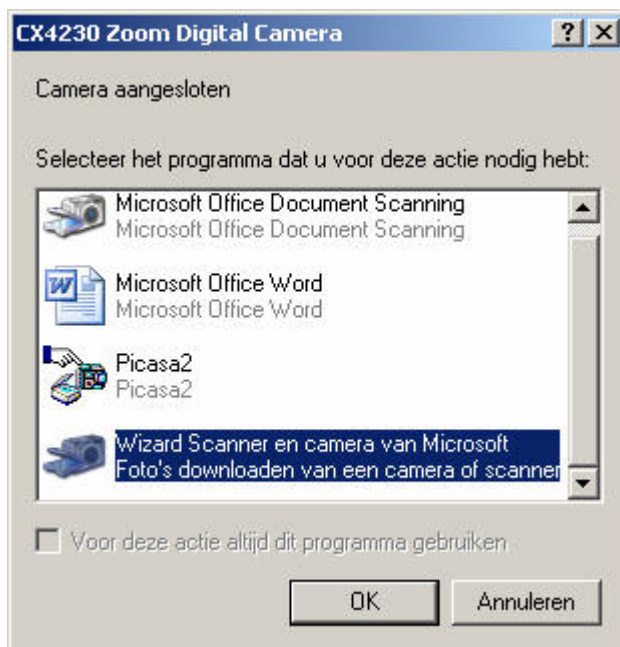 CX4230 Zoom Digital Camera
Camera aangesloten
Selecteer het programma dat u voor deze actie nodig hebt:
Microsoft Office Document Scanning
Microsoft Office Document Scanning
Microsoft Office Word
Microsoft Office Word
Picasa2
Picasa2
Wizard Scanner en camera van Microsoft
Foto's downloaden van een camera of scanner
Voor deze actie altijd dit programma gebruiken
OK Annuleren